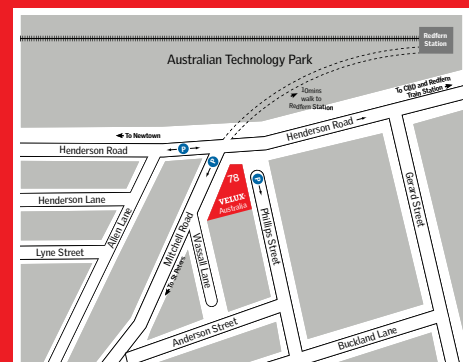 Redfern
Station
Australian Technology Park
10mins
walk to
Redfern Station
To CBD and Redfern
Train Station
To Newtown
Henderson Road
Henderson Road
P
P
P
78
VELUX
Australia
Henderson Lane
Allen Lane
Lyne Street
Mitchell Road
To St Peters
Wassall Lane
Phillips Street
Gerard Street
Anderson Street
Buckland Lane